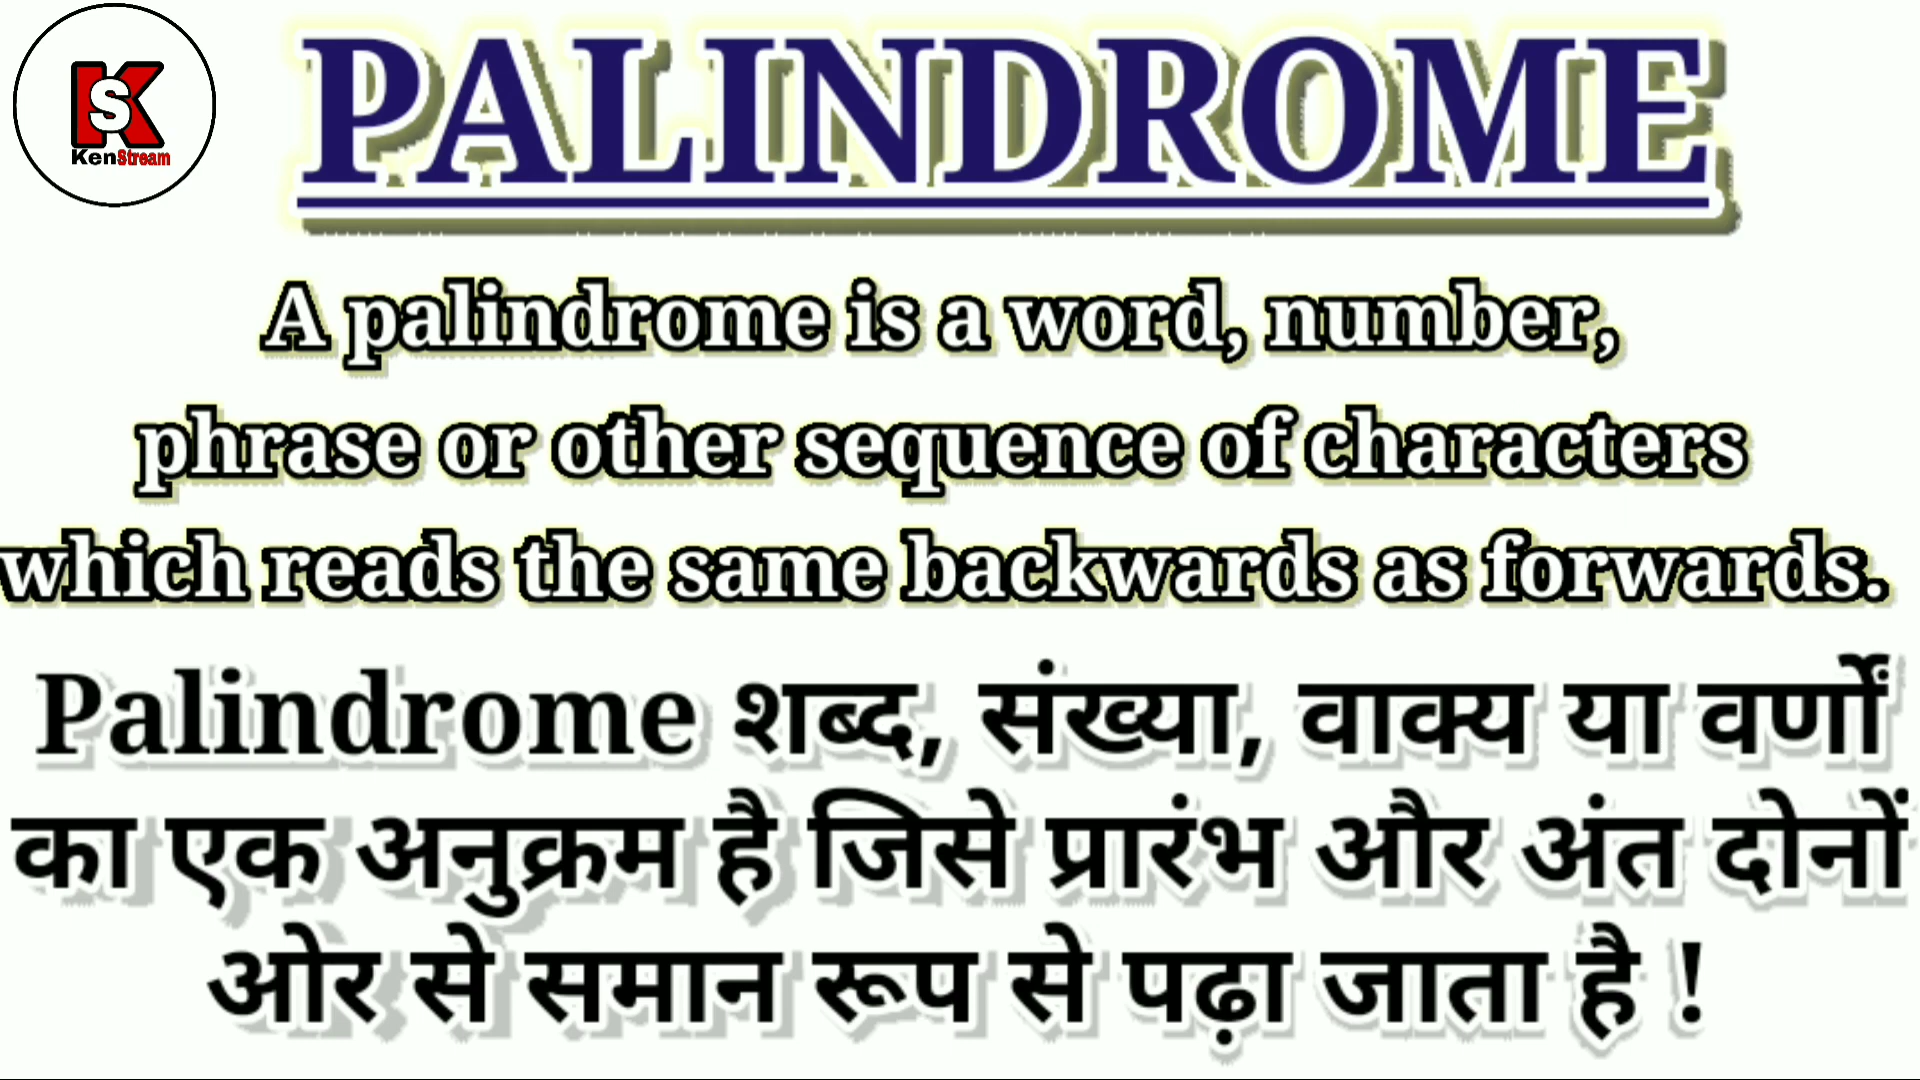 SK
KenStream
PALINDROME
A palindrome is a word, number,
phrase or other sequence of characters
which reads the same backwards as forwards.
Palindrome शब्द, संख्या, वाक्य या वर्णों
का एक अनुक्रम है जिसे प्रारंभ और अंत दोनों
ओर से समान रूप से पढ़ा जाता है !